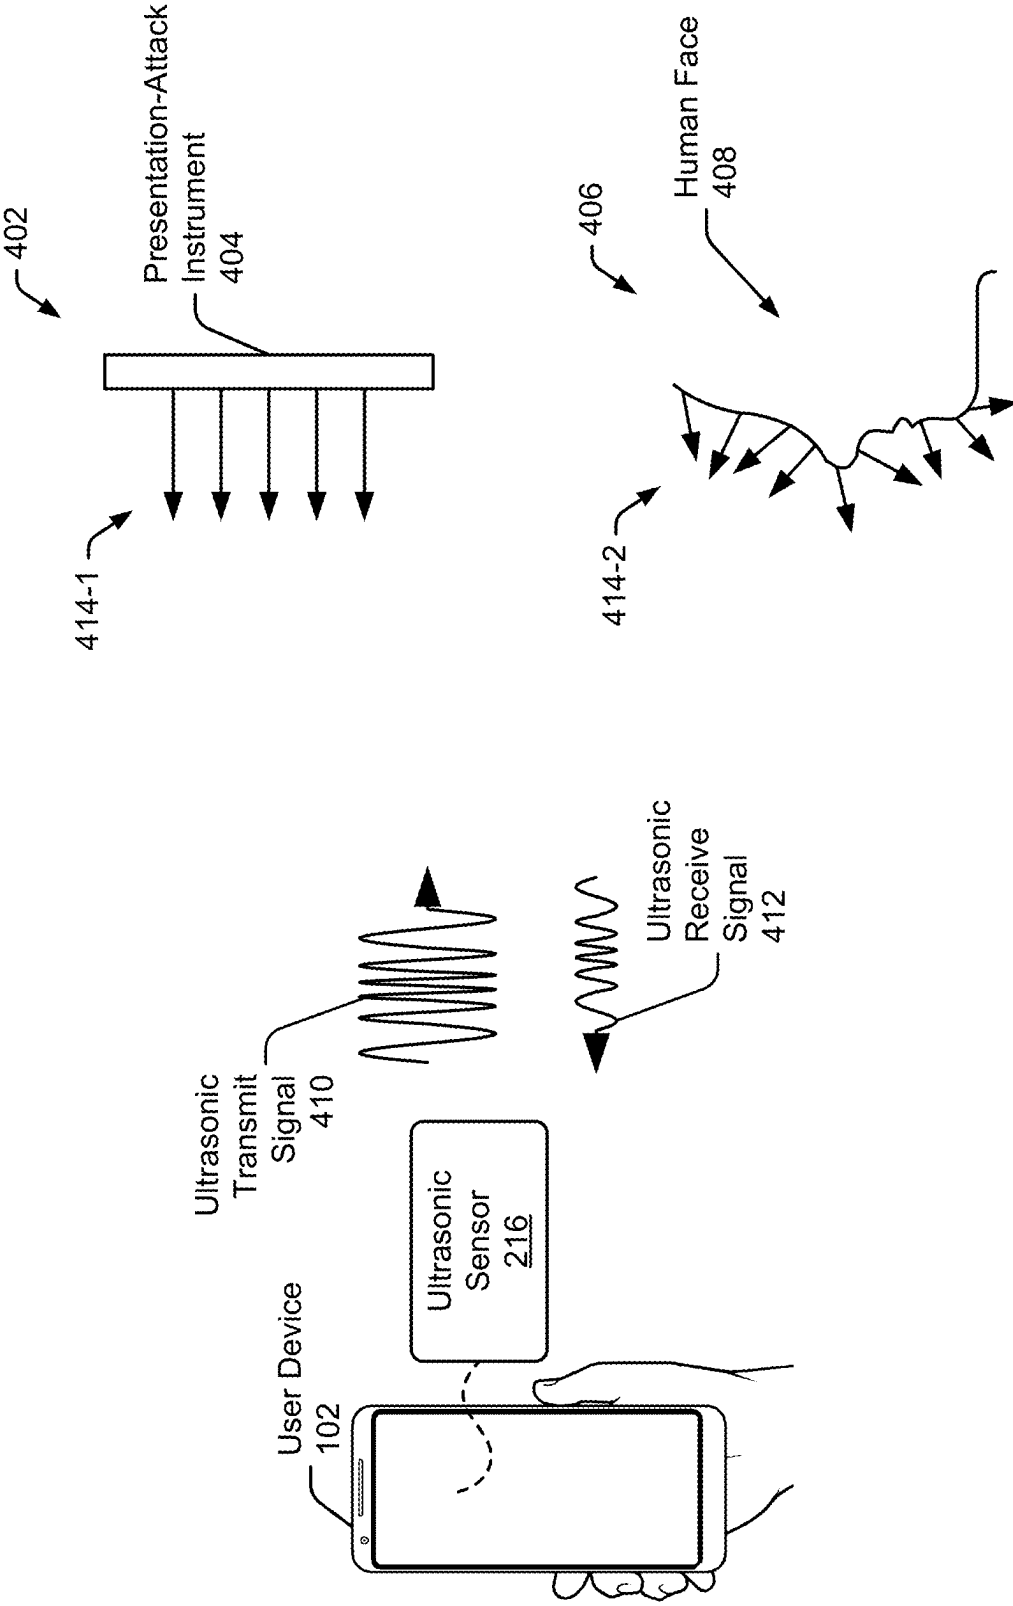 402
Presentation-Attack
Instrument
404
414-1
406
Human Face
408
414-2
Ultrasonic
Transmit
Signal
410
Ultrasonic
Receive
Signal
412
User Device
102
Ultrasonic
Sensor
216